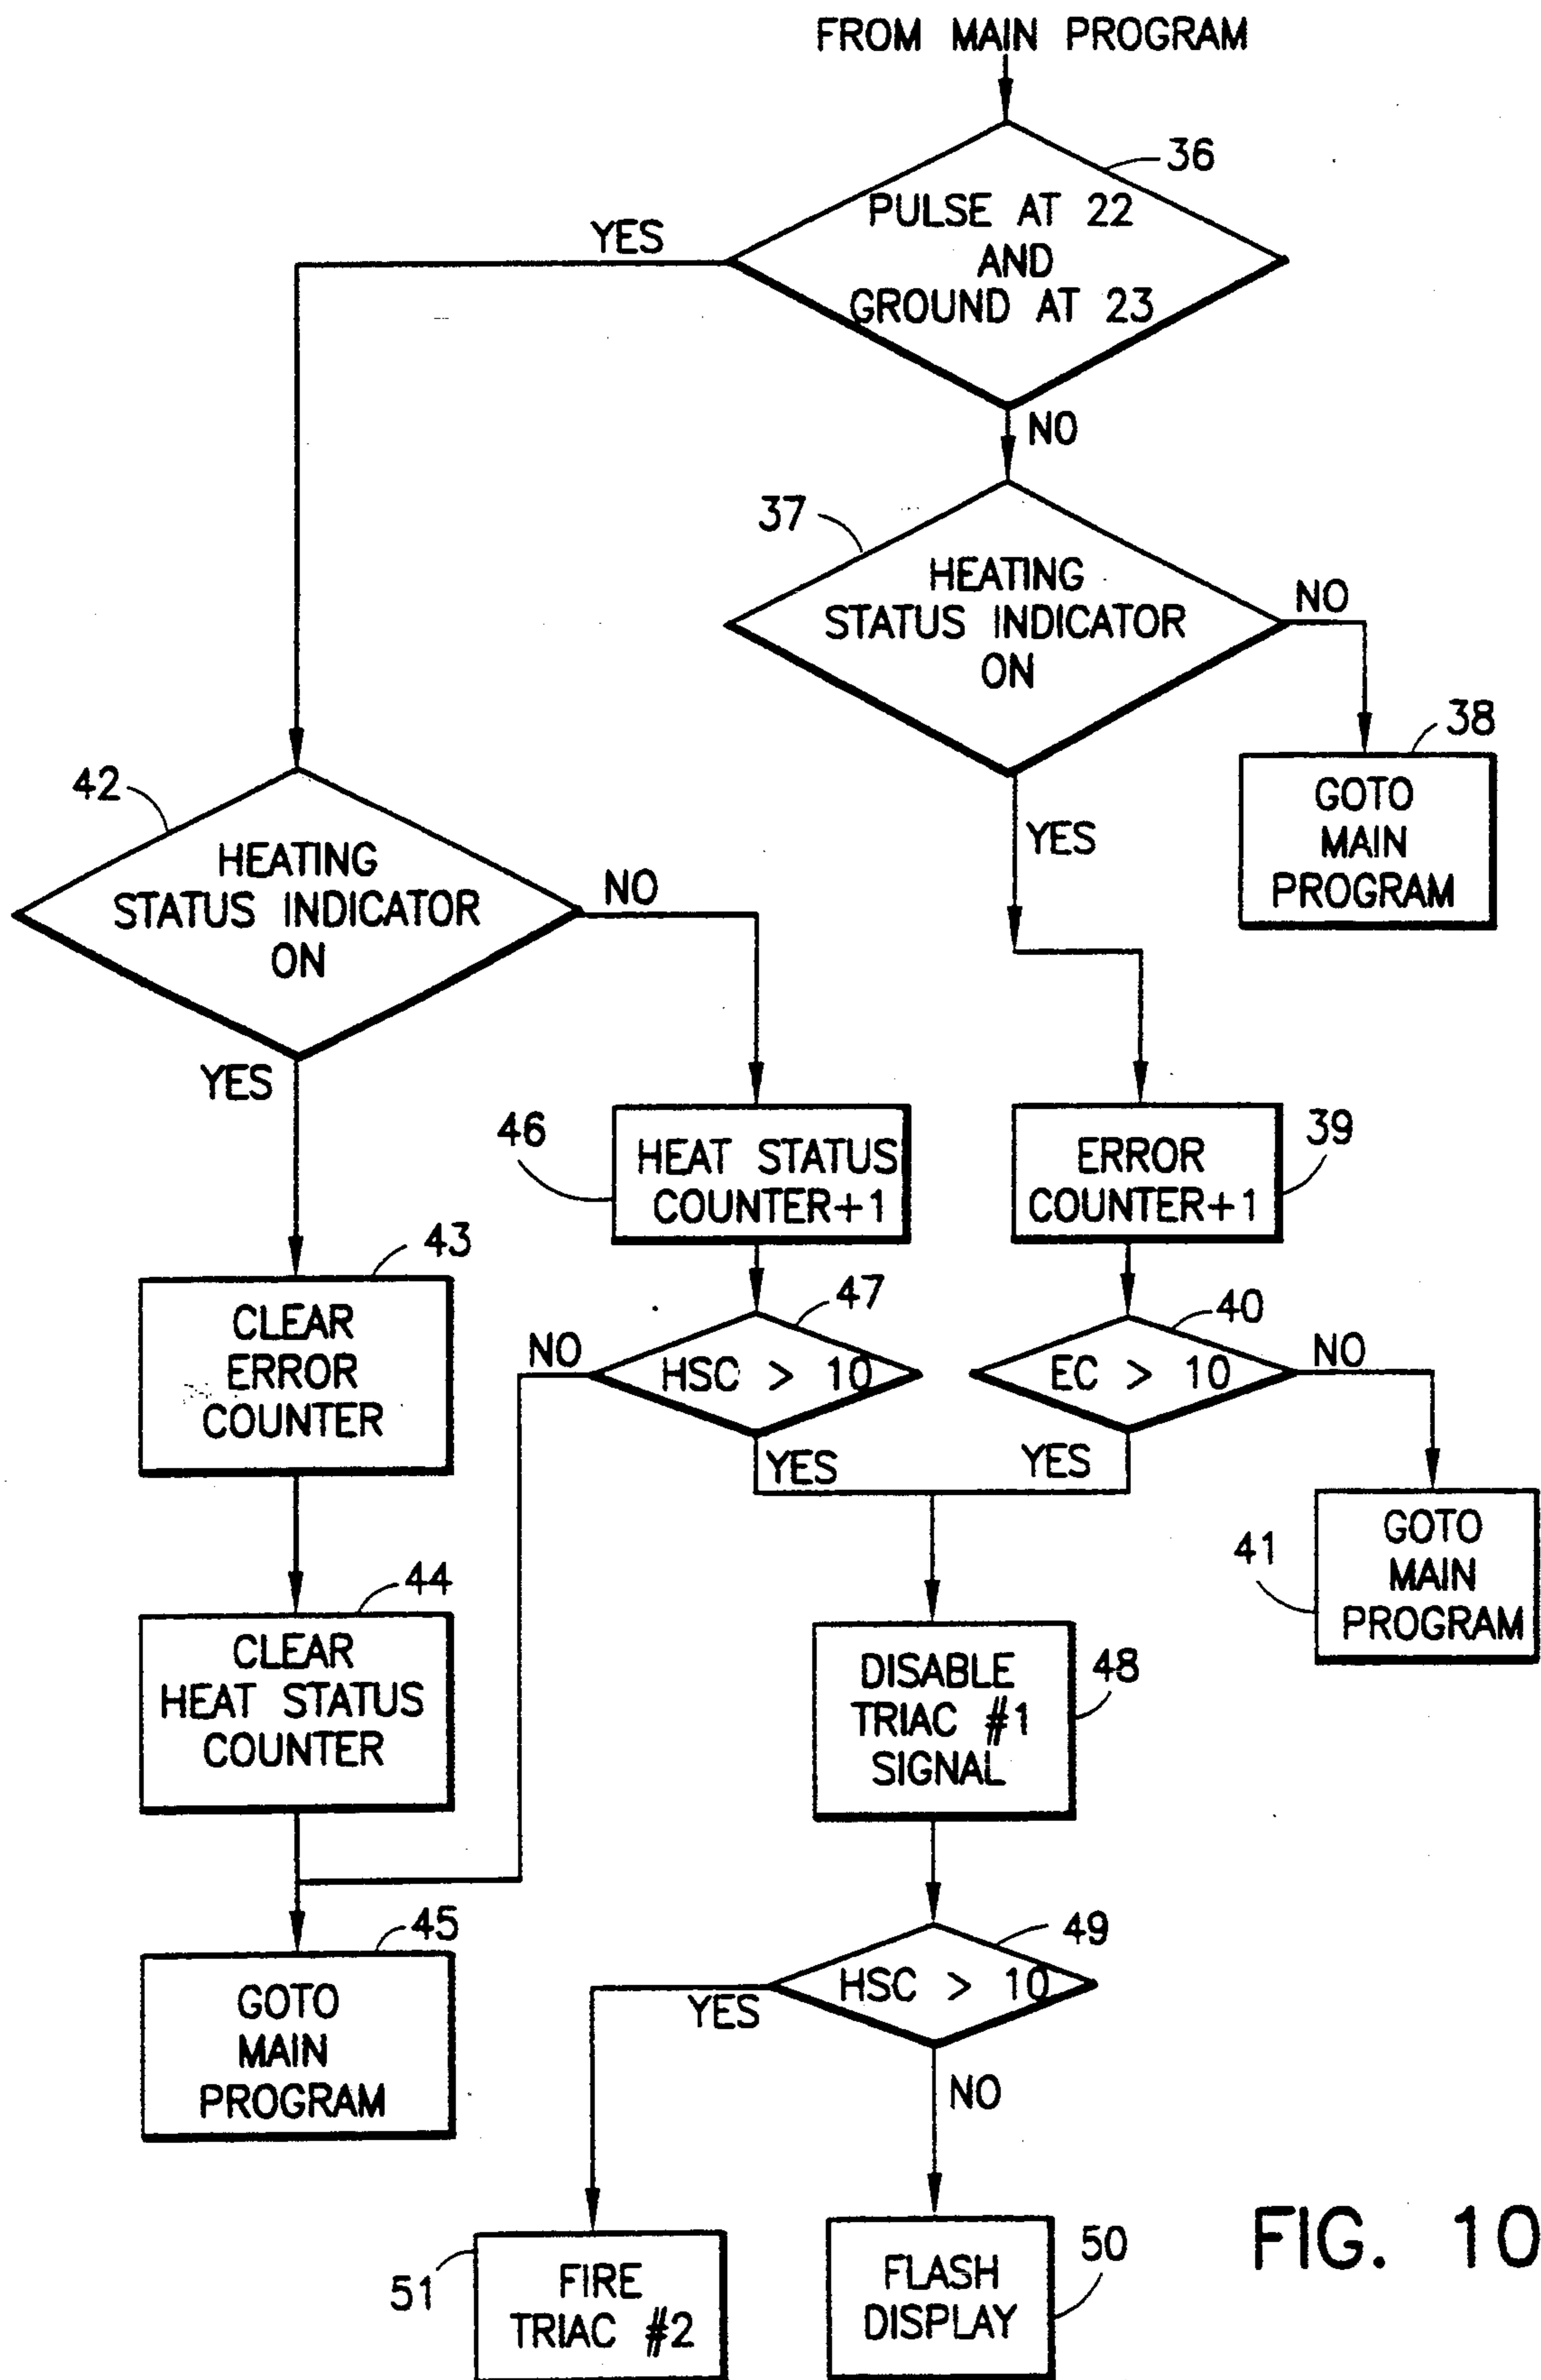 FROM MAIN PROGRAM
36
PULSE AT 22
AND
GROUND AT 23
YES
NO
37
HEATING
STATUS INDICATOR
ON
NO
38
GOTO
MAIN
PROGRAM
YES
42
HEATING
STATUS INDICATOR
ON
NO
YES
46
HEAT STATUS
COUNTER+1
ERROR
COUNTER+1
39
43
CLEAR
ERROR
COUNTER
47
NO
HSC > 10
YES
40
EC > 10
NO
YES
41
GOTO
MAIN
PROGRAM
44
CLEAR
HEAT STATUS
COUNTER
DISABLE
TRIAC #1
SIGNAL
48
45
GOTO
MAIN
PROGRAM
49
HSC > 10
YES
NO
51
FIRE
TRIAC #2
FLASH
DISPLAY
50
FIG. 10